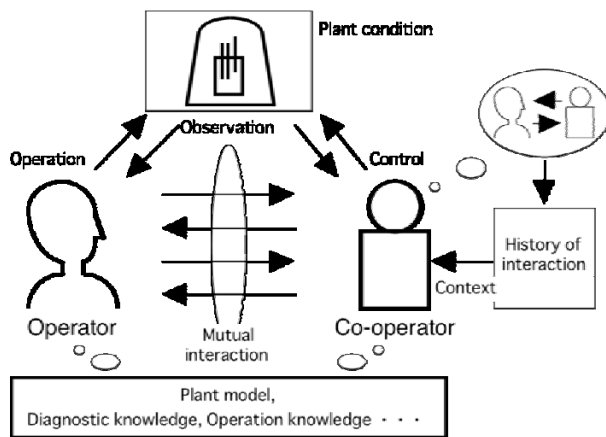 Plant condition
Observation
Operation
Control
History of
interaction
Context
Operator
Mutual
interaction
Co-operator
Plant model,
Diagnostic knowledge, Operation knowledge · · ·